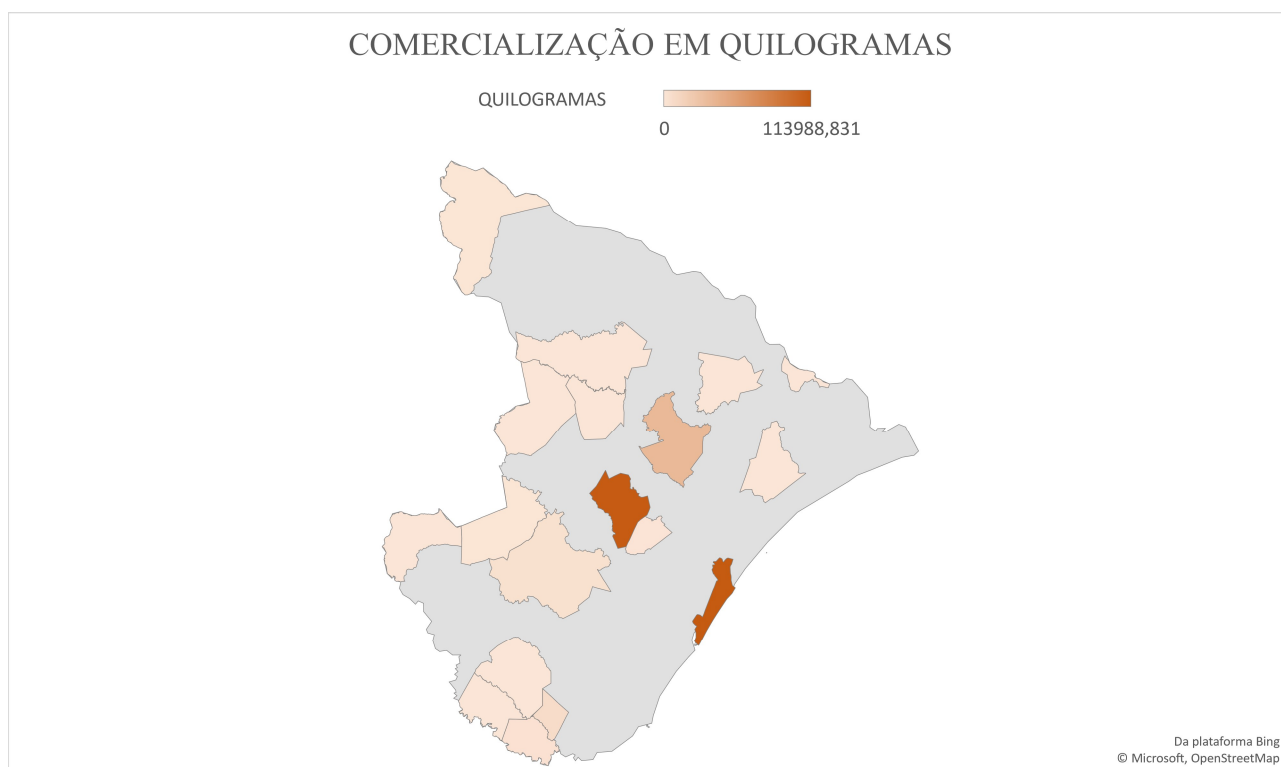 COMERCIALIZAÇÃO EM QUILOGRAMAS
QUILOGRAMAS
0 113988,831
Da plataforma Bing
© Microsoft, OpenStreetMap